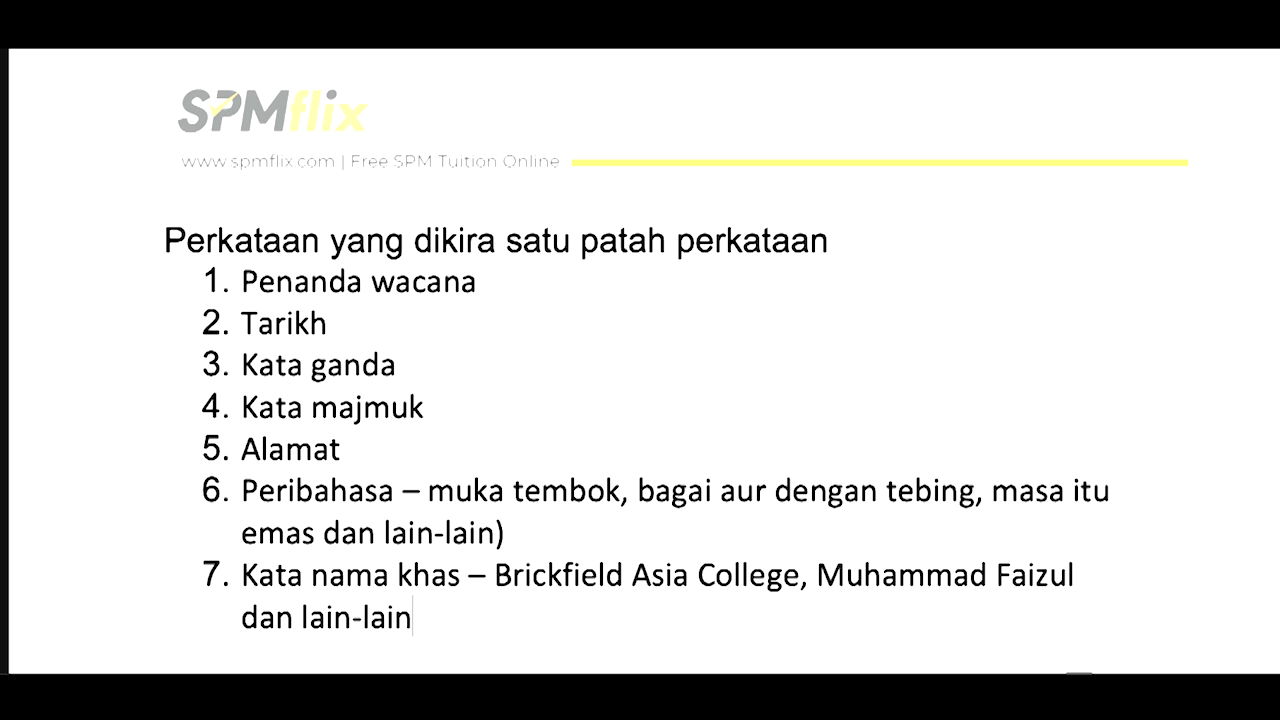 SPMflix
www.spmflix.com | Free SPM Tuition Online
Perkataan yang dikira satu patah perkataan
1. Penanda wacana
2. Tarikh
3. Kata ganda
4. Kata majmuk
5. Alamat
6. Peribahasa – muka tembok, bagai aur dengan tebing, masa itu
emas dan lain-lain)
7. Kata nama khas – Brickfield Asia College, Muhammad Faizul
dan lain-lain